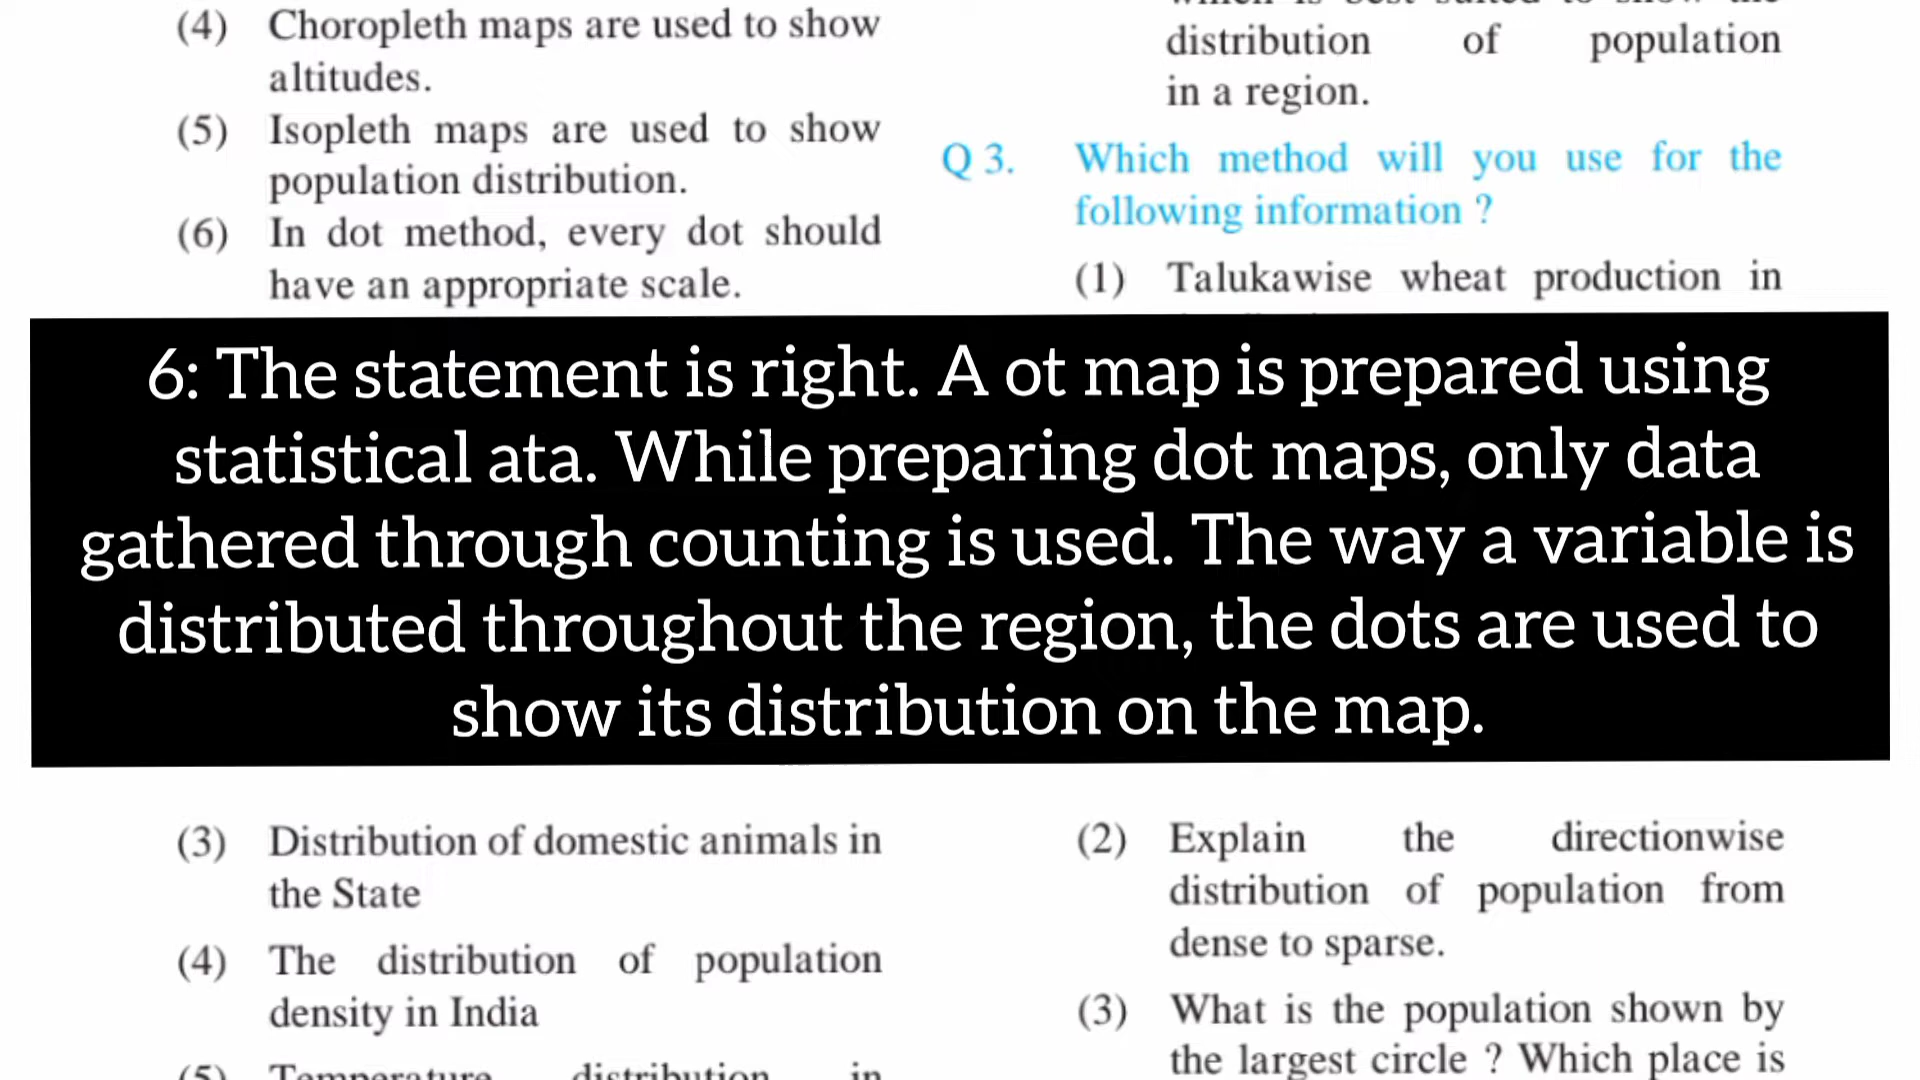 (4) Choropleth maps are used to show
altitudes.
(5) Isopleth maps are used to show
population distribution.
(6) In dot method, every dot should
have an appropriate scale.
distribution of population
in a region.
Q 3. Which method will you use for the
following information ?
(1) Talukawise wheat production in
6: The statement is right. A ot map is prepared using
statistical ata. While preparing dot maps, only data
gathered through counting is used. The way a variable is
distributed throughout the region, the dots are used to
show its distribution on the map.
(3) Distribution of domestic animals in
the State
(4) The distribution of population
density in India
(5) Temperature distribution in
(2) Explain the directionwise
distribution of population from
dense to sparse.
(3) What is the population shown by
the largest circle ? Which place is